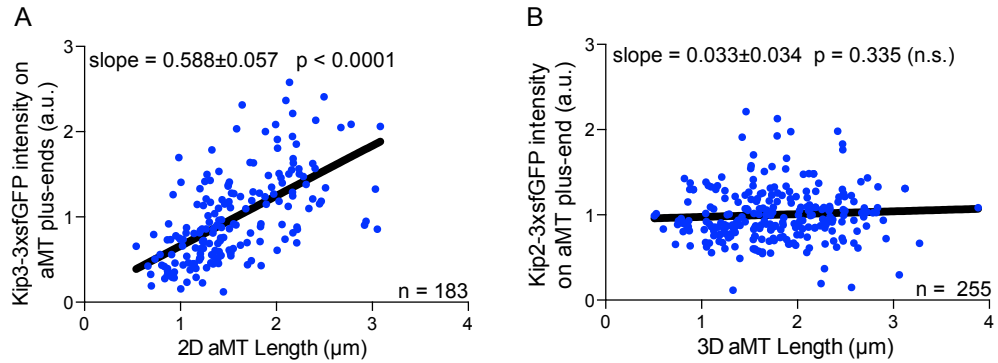 A
Kip3-3xsfGFP intensity on
aMT plus-ends (a.u.)
slope = 0.588±0.057 p < 0.0001
3
2
1
0
n = 183
0 1 2 3 4
2D aMT Length (µm)
B
Kip2-3xsfGFP intensity
on aMT plus-end (a.u.)
slope = 0.033±0.034 p = 0.335 (n.s.)
3
2
1
0
n = 255
0 1 2 3 4
3D aMT Length (µm)